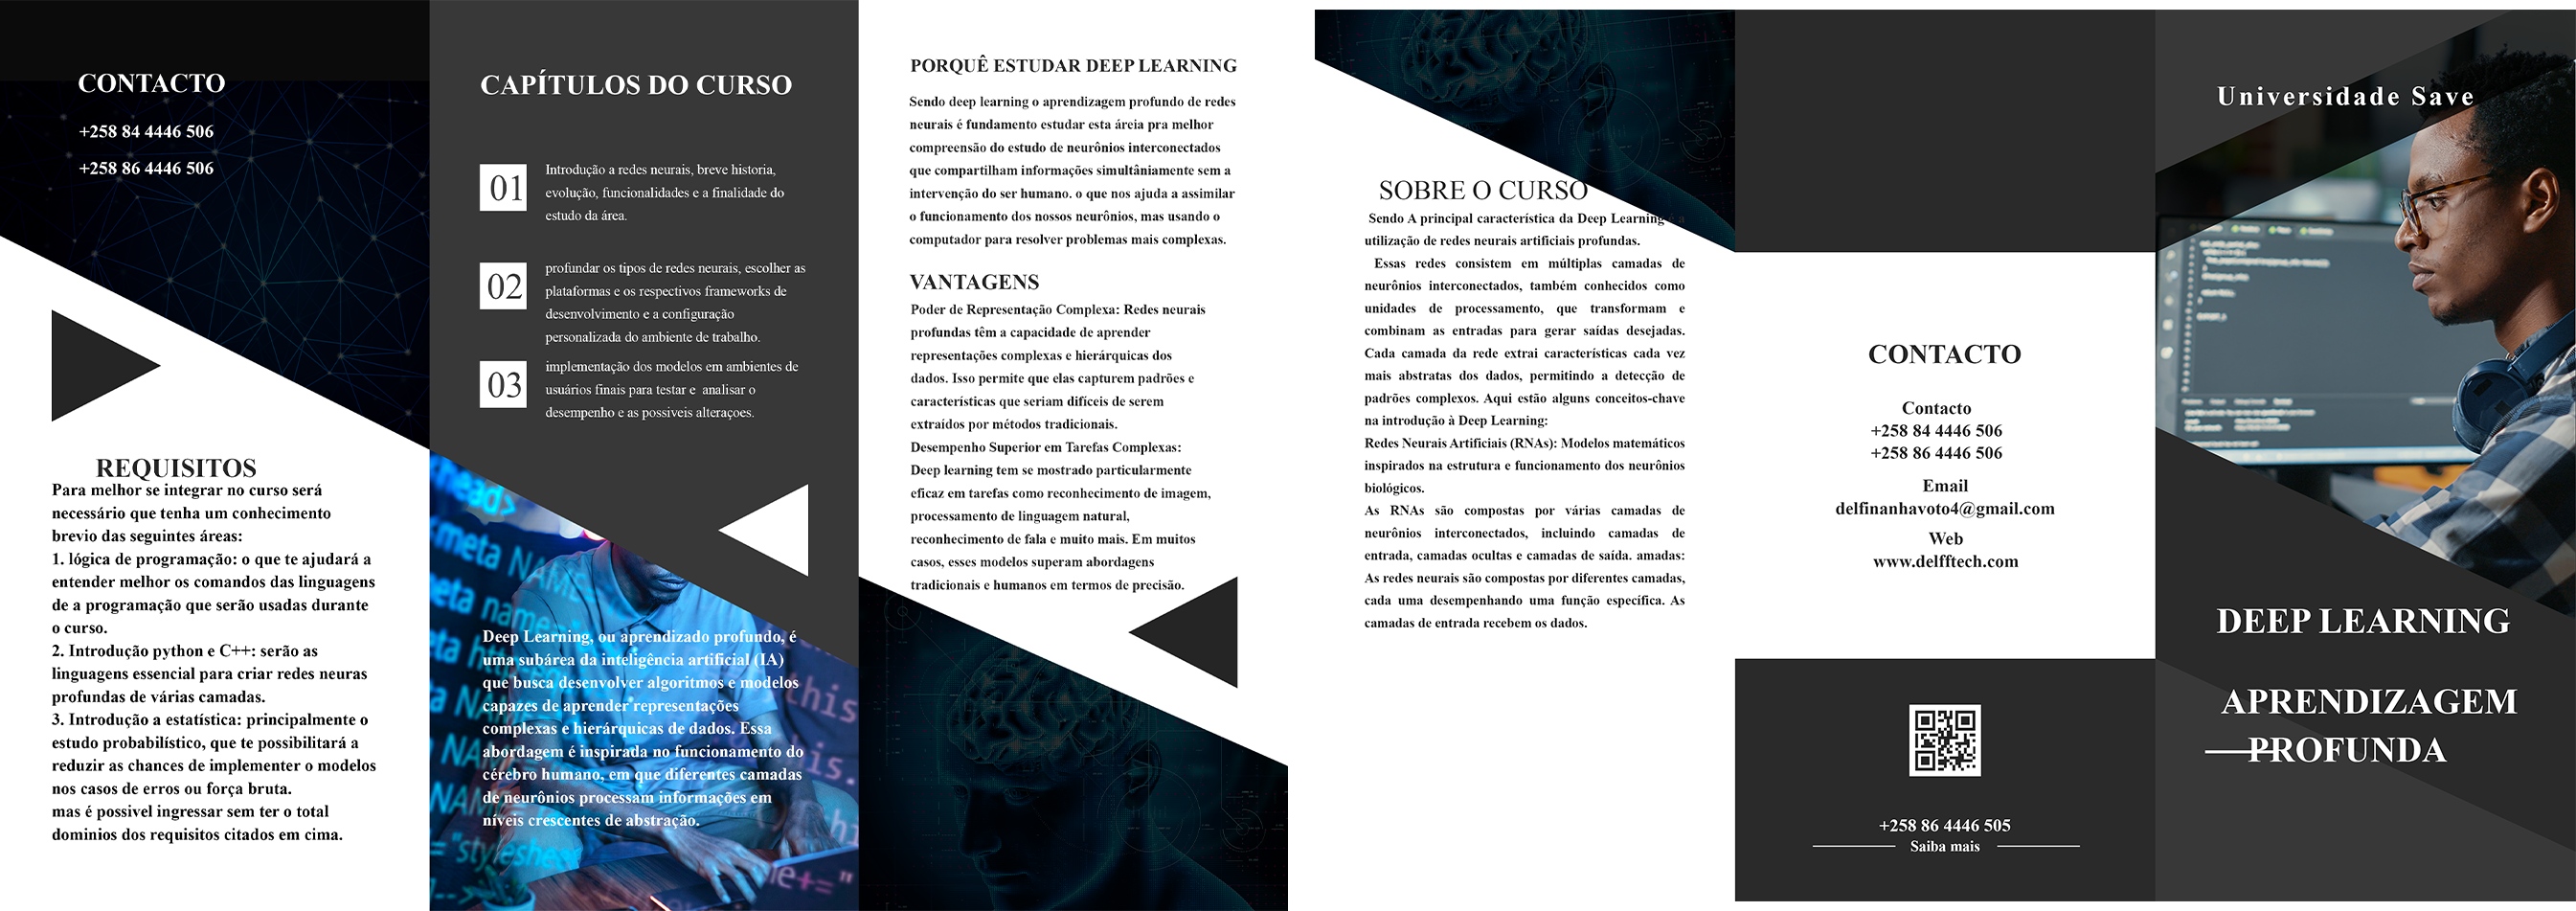 CONTACTO
+258 84 4446 506
+258 86 4446 506
REQUISITOS
Para melhor se integrar no curso será
necessário que tenha um conhecimento
brevio das seguintes áreas:
1. lógica de programação: o que te ajudará a
entender melhor os comandos das linguagens
de a programação que serão usadas durante
o curso.
2. Introdução python e C++: serão as
linguagens essencial para criar redes neuras
profundas de várias camadas.
3. Introdução a estatística: principalmente o
estudo probabilístico, que te possibilitará a
reduzir as chances de implementer o modelos
nos casos de erros ou força bruta.
mas é possivel ingressar sem ter o total
dominios dos requisitos citados em cima.
CAPÍTULOS DO CURSO
01
Introdução a redes neurais, breve historia,
evolução, funcionalidades e a finalidade do
estudo da área.
02
profundar os tipos de redes neurais, escolher as
plataformas e os respectivos frameworks de
desenvolvimento e a configuração
personalizada do ambiente de trabalho.
03
implementação dos modelos em ambientes de
usuários finais para testar e  analisar o
desempenho e as possiveis alteraçoes.
Deep Learning, ou aprendizado profundo, é
uma subárea da inteligência artificial (IA)
que busca desenvolver algoritmos e modelos
capazes de aprender representações
complexas e hierárquicas de dados. Essa
abordagem é inspirada no funcionamento do
cérebro humano, em que diferentes camadas
de neurônios processam informações em
níveis crescentes de abstração.
PORQUÊ ESTUDAR DEEP LEARNING
Sendo deep learning o aprendizagem profundo de redes
neurais é fundamento estudar esta áreia pra melhor
compreensão do estudo de neurônios interconectados
que compartilham informações simultâniamente sem a
intervenção do ser humano. o que nos ajuda a assimilar
o funcionamento dos nossos neurônios, mas usando o
computador para resolver problemas mais complexas.
VANTAGENS
Poder de Representação Complexa: Redes neurais
profundas têm a capacidade de aprender
representações complexas e hierárquicas dos
dados. Isso permite que elas capturem padrões e
características que seriam difíceis de serem
extraídos por métodos tradicionais.
Desempenho Superior em Tarefas Complexas:
Deep learning tem se mostrado particularmente
eficaz em tarefas como reconhecimento de imagem,
processamento de linguagem natural,
reconhecimento de fala e muito mais. Em muitos
casos, esses modelos superam abordagens
tradicionais e humanos em termos de precisão.
SOBRE O CURSO
Sendo A principal característica da Deep Learning é a
utilização de redes neurais artificiais profundas.
Essas redes consistem em múltiplas camadas de
neurônios interconectados, também conhecidos como
unidades de processamento, que transformam e
combinam as entradas para gerar saídas desejadas.
Cada camada da rede extrai características cada vez
mais abstratas dos dados, permitindo a detecção de
padrões complexos. Aqui estão alguns conceitos-chave
na introdução à Deep Learning:
Redes Neurais Artificiais (RNAs): Modelos matemáticos
inspirados na estrutura e funcionamento dos neurônios
biológicos.
As RNAs são compostas por várias camadas de
neurônios interconectados, incluindo camadas de
entrada, camadas ocultas e camadas de saída. amadas:
As redes neurais são compostas por diferentes camadas,
cada uma desempenhando uma função específica. As
camadas de entrada recebem os dados.
CONTACTO
Contacto
+258 84 4446 506
+258 86 4446 506
Email
delfinanhavoto4@gmail.com
Web
www.delfftech.com
+258 86 4446 505
Saiba mais
Universidade Save
DEEP LEARNING
APRENDIZAGEM
PROFUNDA